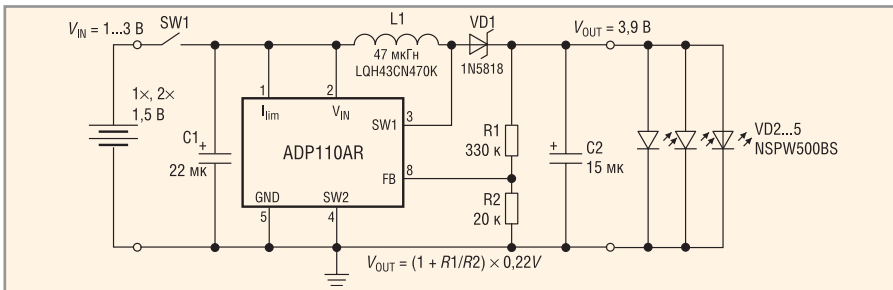 L1
VD1
SW1
V_IN = 1...3 В
V_OUT = 3,9 В
47 мкГн
LQH43CN470K
1N5818
1
2
I_lim
V_IN
1×, 2×
1,5 В
SW1
3
R1
330 к
C1
+
22 мк
ADP110AR
+
C2
15 мк
VD2...5
NSPW500BS
FB
8
R2
20 к
GND
SW2
5
4
V_OUT = (1 + R1/R2) × 0,22V